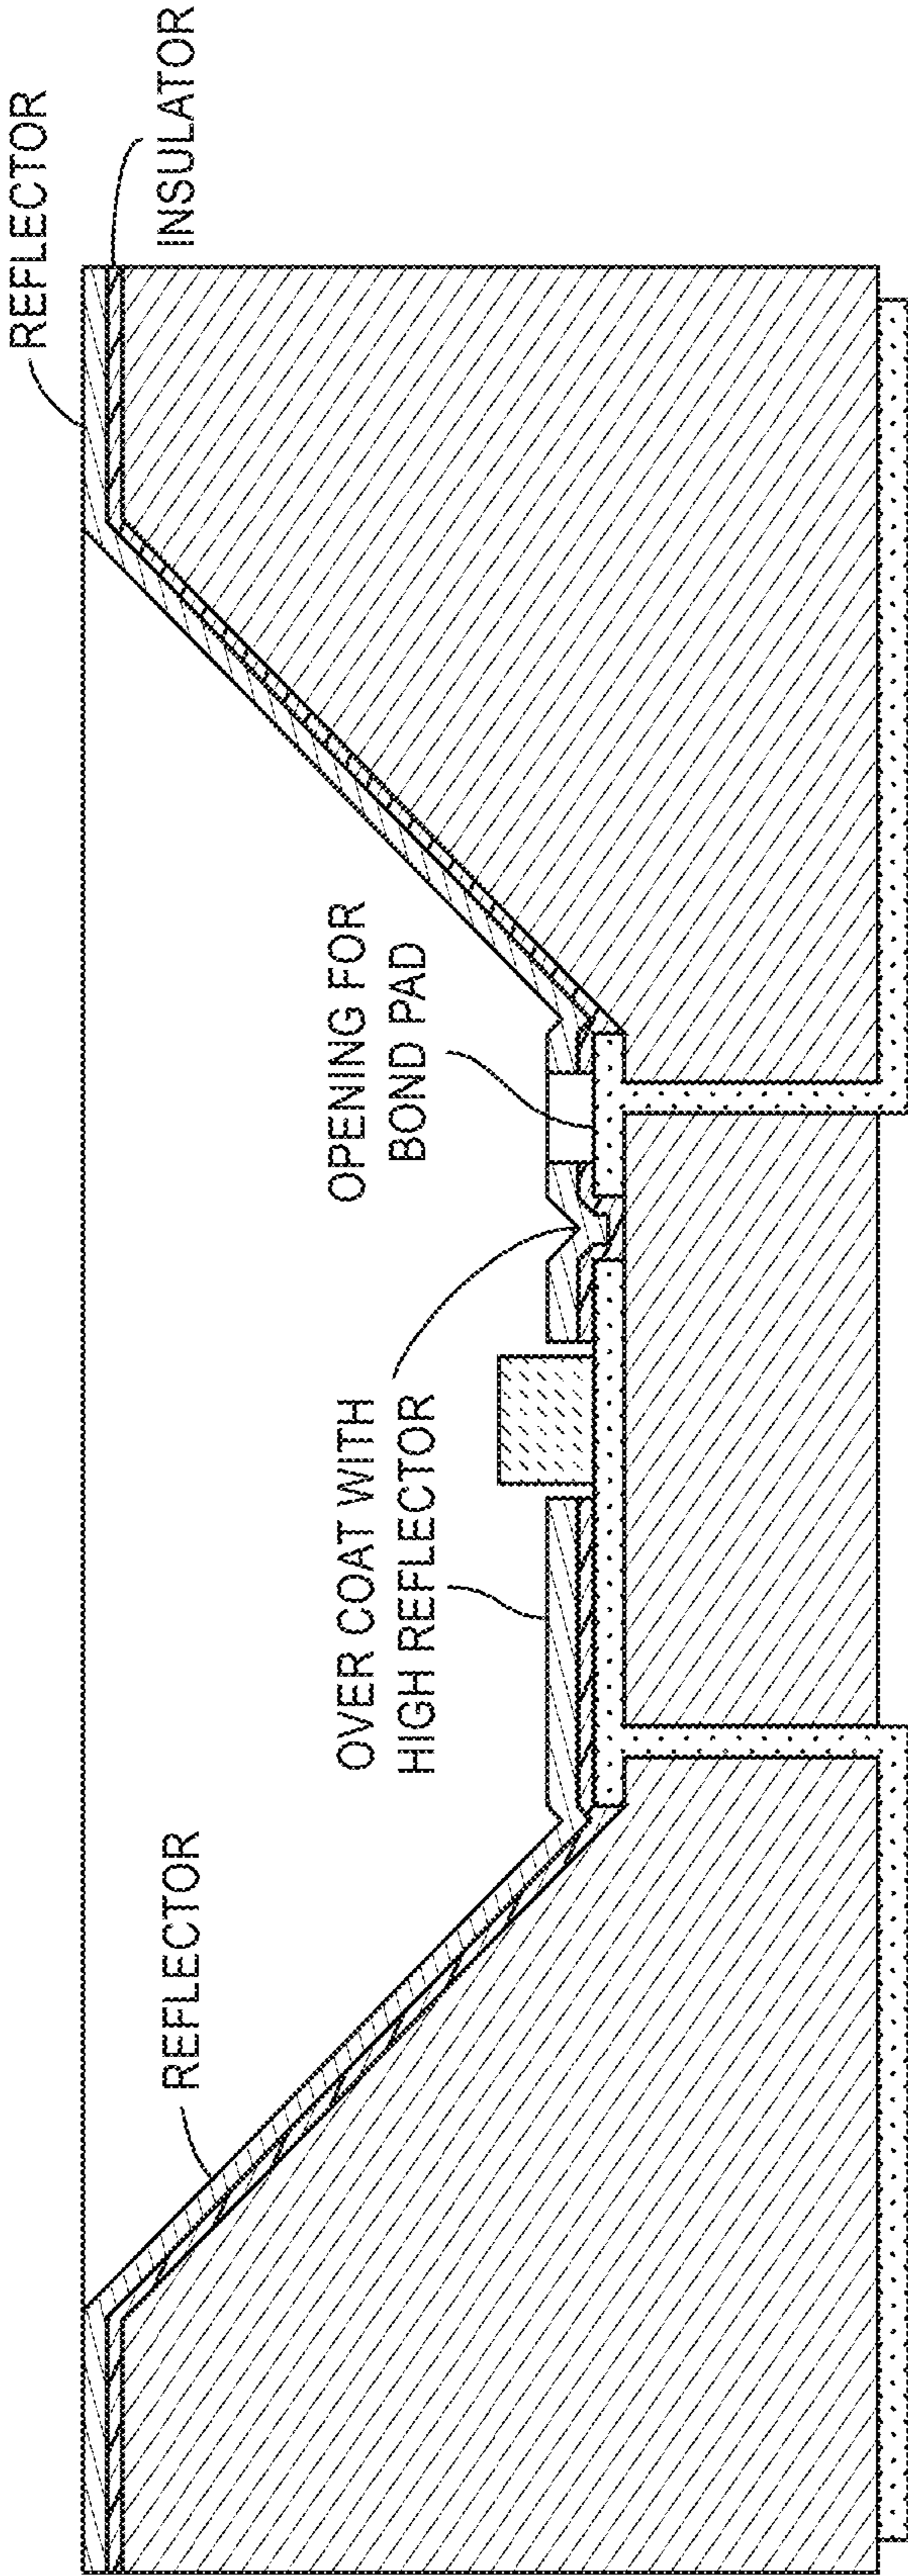 REFLECTOR
OVER COAT WITH
HIGH REFLECTOR
OPENING FOR
BOND PAD
REFLECTOR
INSULATOR